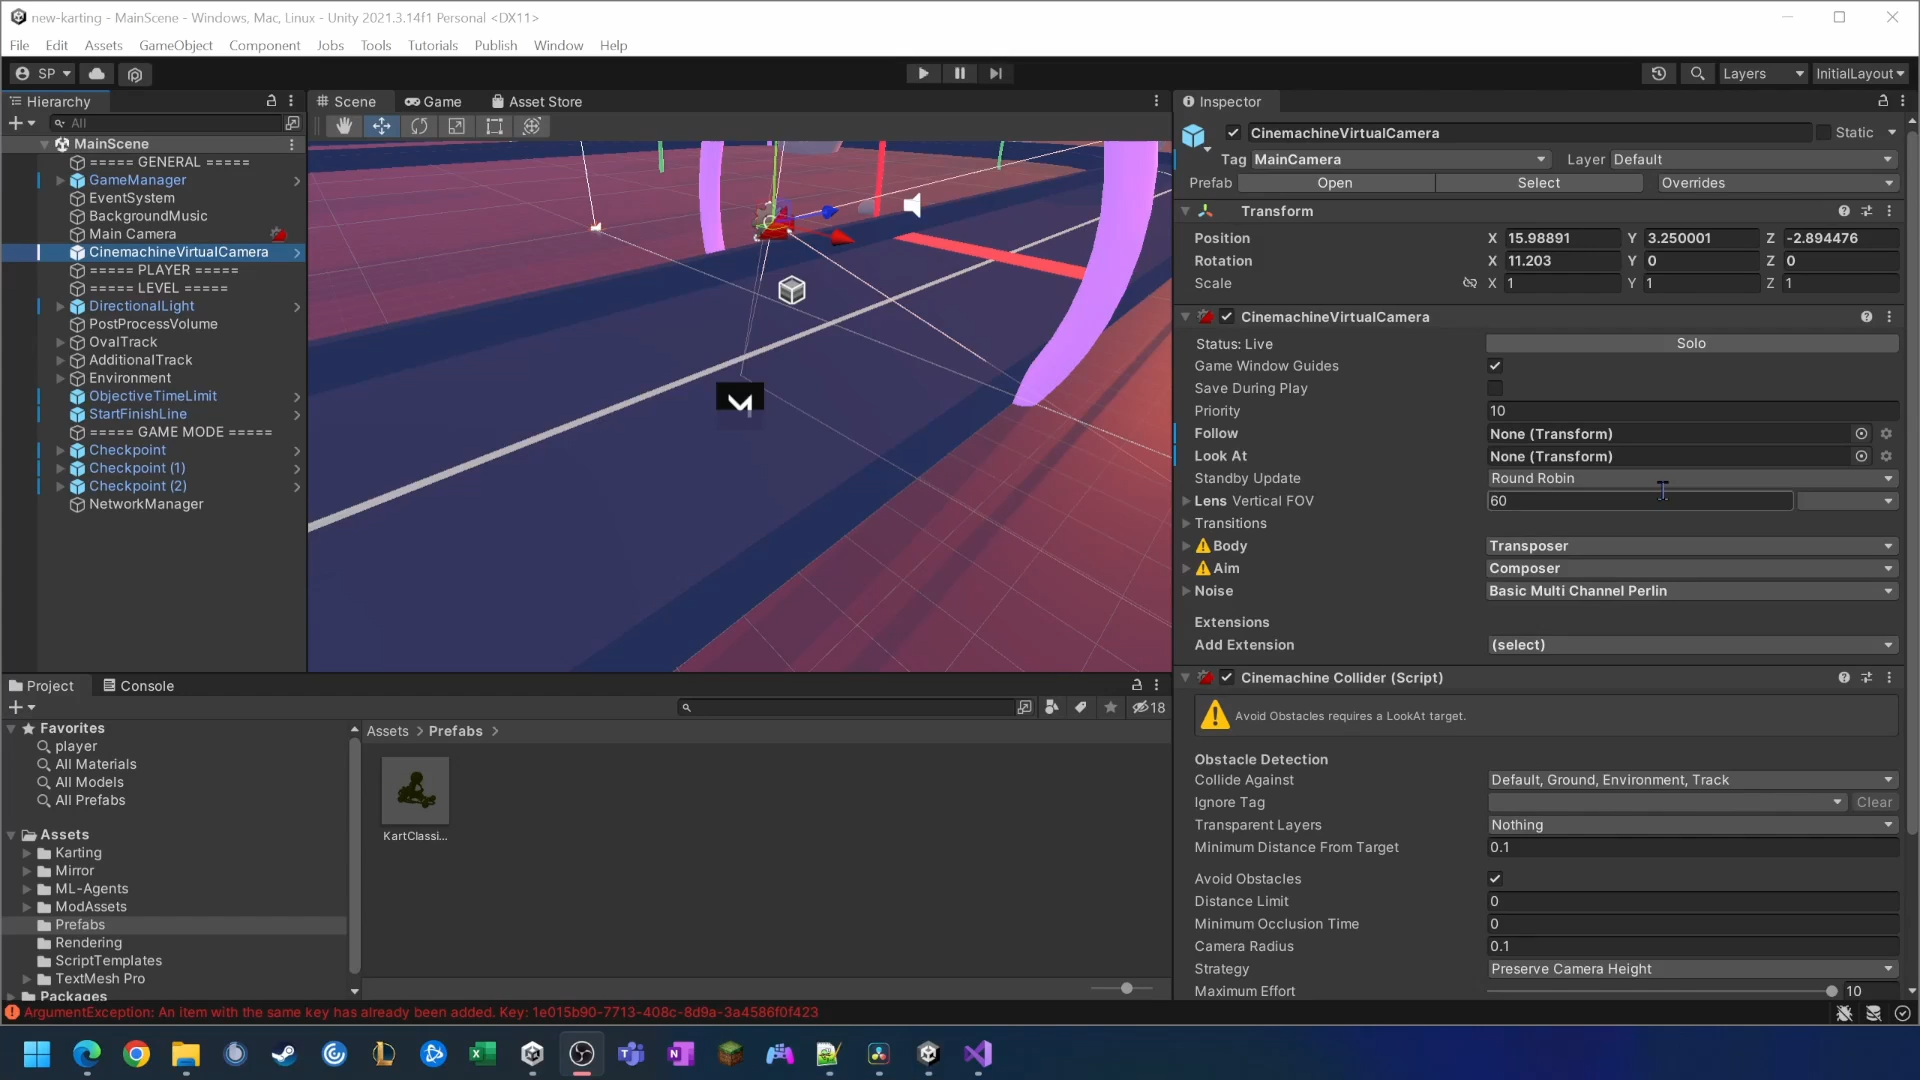 new-karting - MainScene - Windows, Mac, Linux - Unity 2021.3.14f1 Personal <DX11>
File Edit Assets GameObject Component Jobs Tools Tutorials Publish Window Help
SP Layers InitialLayout
Hierarchy
All
MainScene
===== GENERAL =====
GameManager
EventSystem
BackgroundMusic
Main Camera
CinemachineVirtualCamera
===== PLAYER =====
===== LEVEL =====
DirectionalLight
PostProcessVolume
OvalTrack
AdditionalTrack
Environment
ObjectiveTimeLimit
StartFinishLine
===== GAME MODE =====
Checkpoint
Checkpoint (1)
Checkpoint (2)
NetworkManager
Scene Game Asset Store
Inspector
CinemachineVirtualCamera Static
Tag MainCamera Layer Default
Prefab Open Select Overrides
Transform
Position X 15.98891 Y 3.250001 Z -2.894476
Rotation X 11.203 Y 0 Z 0
Scale X 1 Y 1 Z 1
CinemachineVirtualCamera
Status: Live Solo
Game Window Guides
Save During Play
Priority 10
Follow None (Transform)
Look At None (Transform)
Standby Update Round Robin
Lens Vertical FOV 60
Transitions
Body Transposer
Aim Composer
Noise Basic Multi Channel Perlin
Extensions
Add Extension (select)
Cinemachine Collider (Script)
Avoid Obstacles requires a LookAt target.
Obstacle Detection
Collide Against Default, Ground, Environment, Track
Ignore Tag Clear
Transparent Layers Nothing
Minimum Distance From Target 0.1
Avoid Obstacles
Distance Limit 0
Minimum Occlusion Time 0
Camera Radius 0.1
Strategy Preserve Camera Height
Maximum Effort 10
Project Console
18
Favorites
player
All Materials
All Models
All Prefabs
Assets
Karting
Mirror
ML-Agents
ModAssets
Prefabs
Rendering
ScriptTemplates
TextMesh Pro
Packages
Assets > Prefabs >
KartClassi...
ArgumentException: An item with the same key has already been added. Key: 1e015b90-7713-408c-8d9a-3a4586f0f423